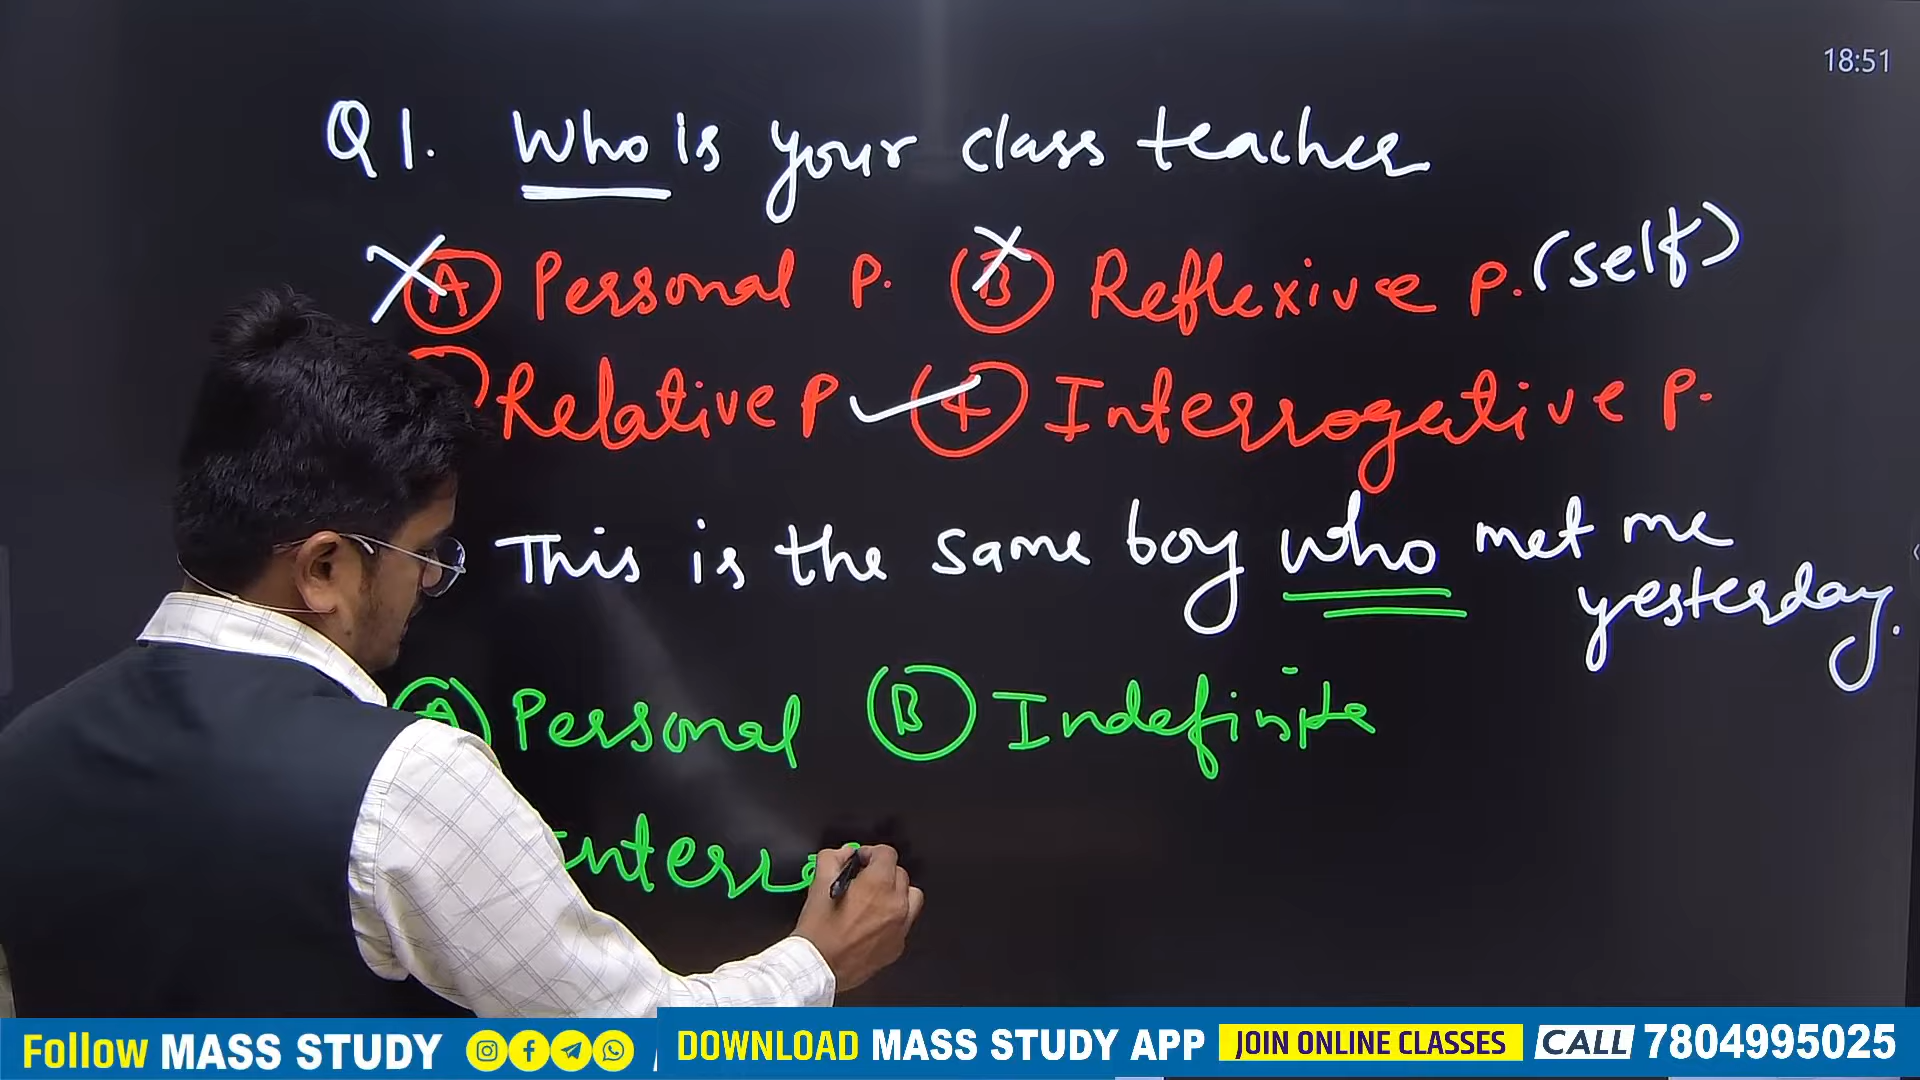 18:51
Q1. Who is your class teacher
A Personal P. B Reflexive P. (self)
Relative P 4 Interrogative P.
This is the same boy who met me
yesterday.
A Personal B Indefinite
Follow MASS STUDY DOWNLOAD MASS STUDY APP JOIN ONLINE CLASSES CALL 7804995025